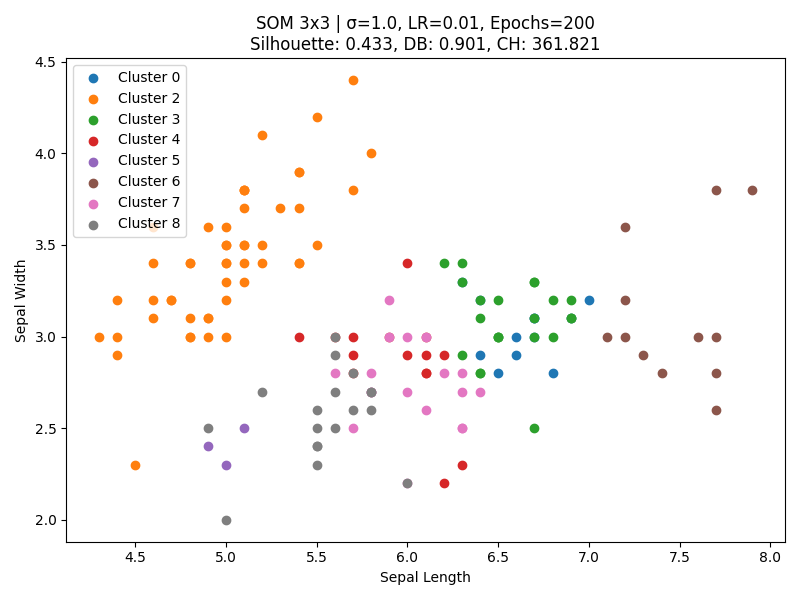 SOM 3x3 | σ=1.0, LR=0.01, Epochs=200
Silhouette: 0.433, DB: 0.901, CH: 361.821
4.5
4.0
3.5
3.0
2.5
2.0
Sepal Width
Cluster 0
Cluster 2
Cluster 3
Cluster 4
Cluster 5
Cluster 6
Cluster 7
Cluster 8
4.5 5.0 5.5 6.0 6.5 7.0 7.5 8.0
Sepal Length